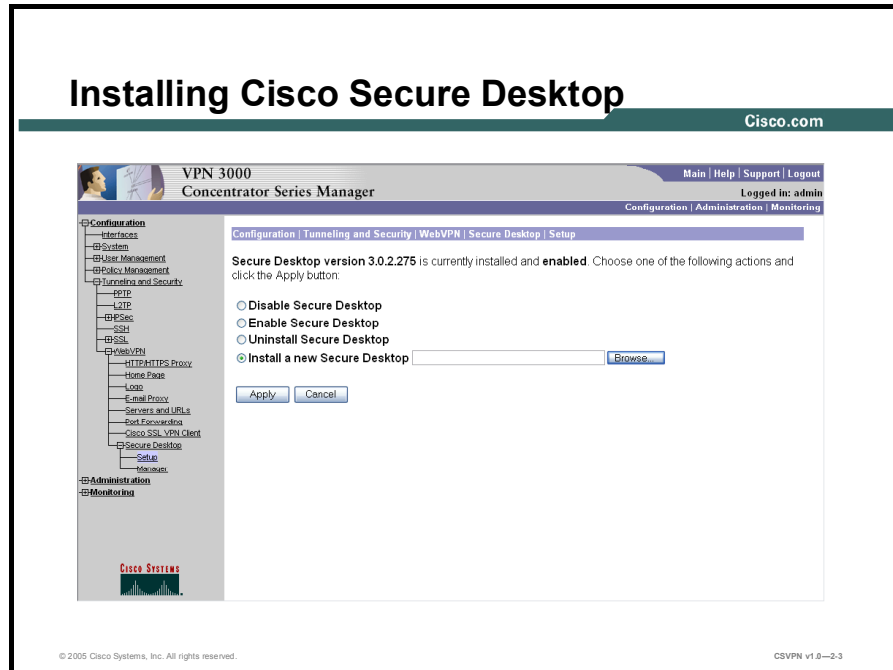 Installing Cisco Secure Desktop
Cisco.com
VPN 3000
Concentrator Series Manager
Main | Help | Support | Logout
Logged in: admin
Configuration | Administration | Monitoring
Configuration
Interfaces
System
User Management
Policy Management
Tunneling and Security
PPTP
L2TP
IPSec
SSH
SSL
WebVPN
HTTP/HTTPS Proxy
Home Page
Logo
E-mail Proxy
Servers and URLs
Port Forwarding
Cisco SSL VPN Client
Secure Desktop
Setup
Manager
Administration
Monitoring
Cisco Systems
Configuration | Tunneling and Security | WebVPN | Secure Desktop | Setup
Secure Desktop version 3.0.2.275 is currently installed and enabled. Choose one of the following actions and
click the Apply button:
Disable Secure Desktop
Enable Secure Desktop
Uninstall Secure Desktop
Install a new Secure Desktop
Browse...
Apply
Cancel
© 2005 Cisco Systems, Inc. All rights reserved.
CSVPN v1.0—2-3